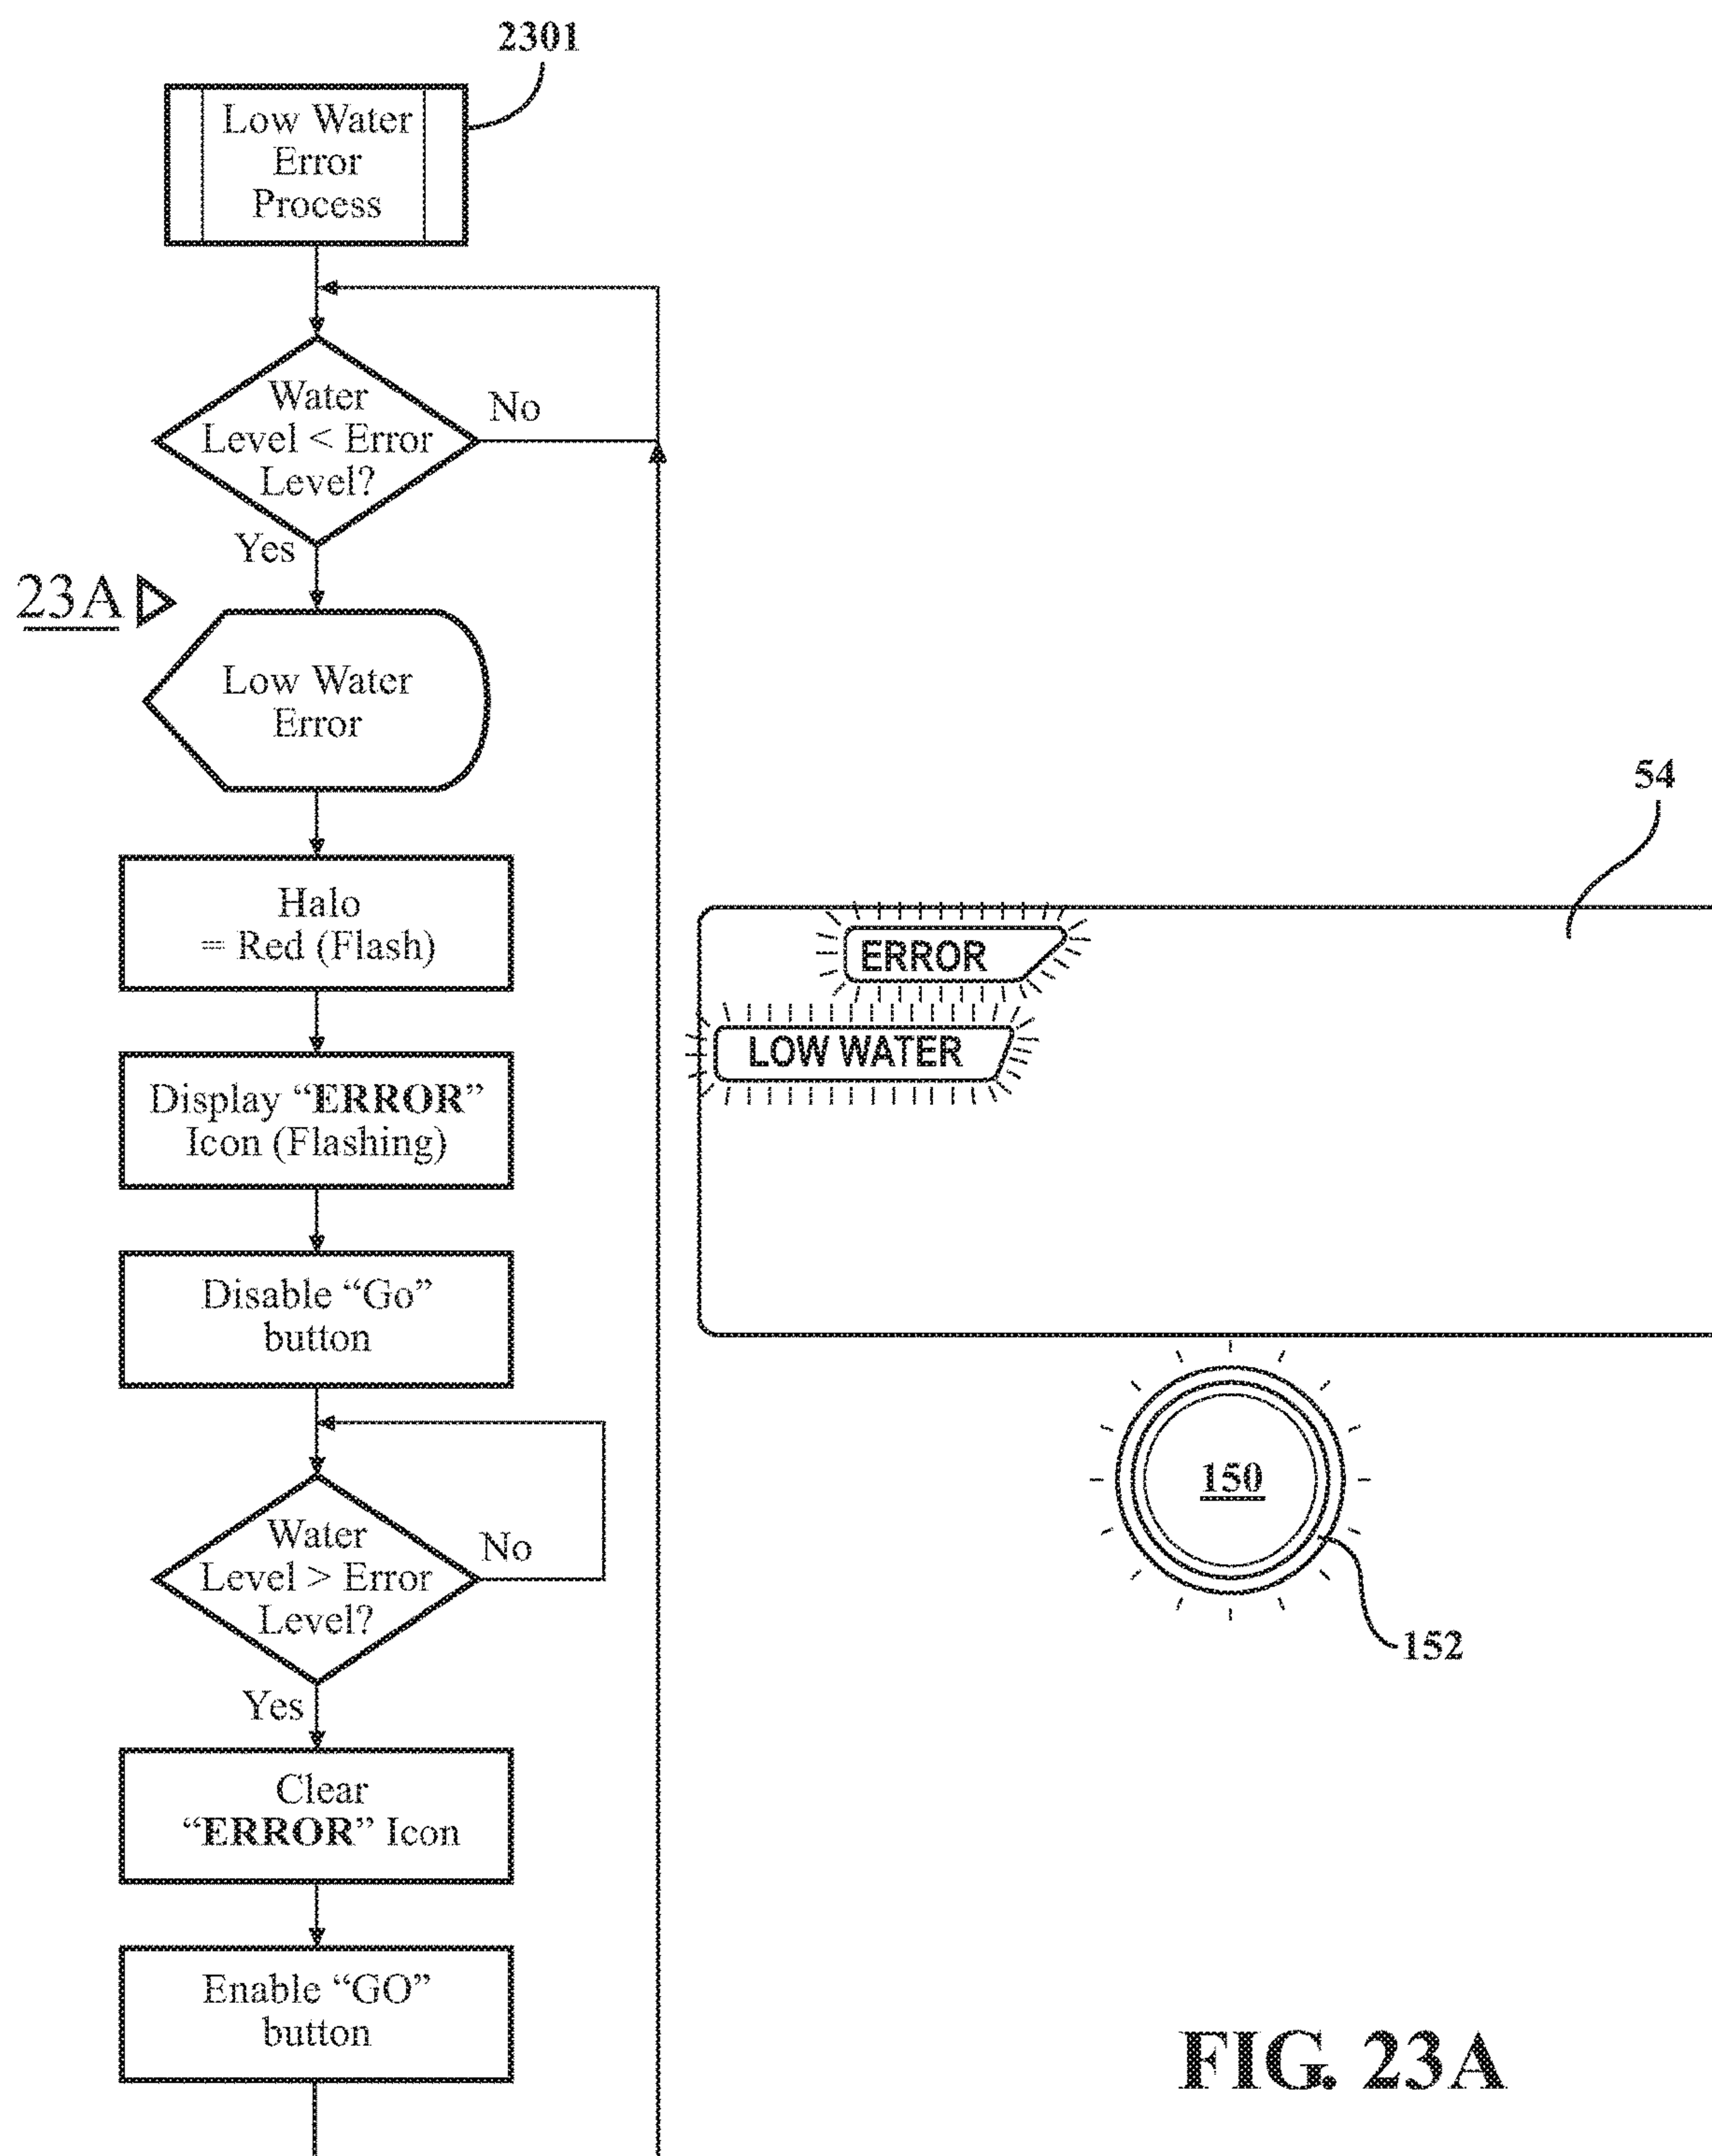 2301
Low Water
Error
Process
Water
Level < Error
Level?
No
Yes
23A
Low Water
Error
Halo
= Red (Flash)
Display “ERROR”
Icon (Flashing)
Disable “Go”
button
Water
Level > Error
Level?
No
Yes
Clear
“ERROR” Icon
Enable “GO”
button
54
ERROR
LOW WATER
150
152
FIG. 23A